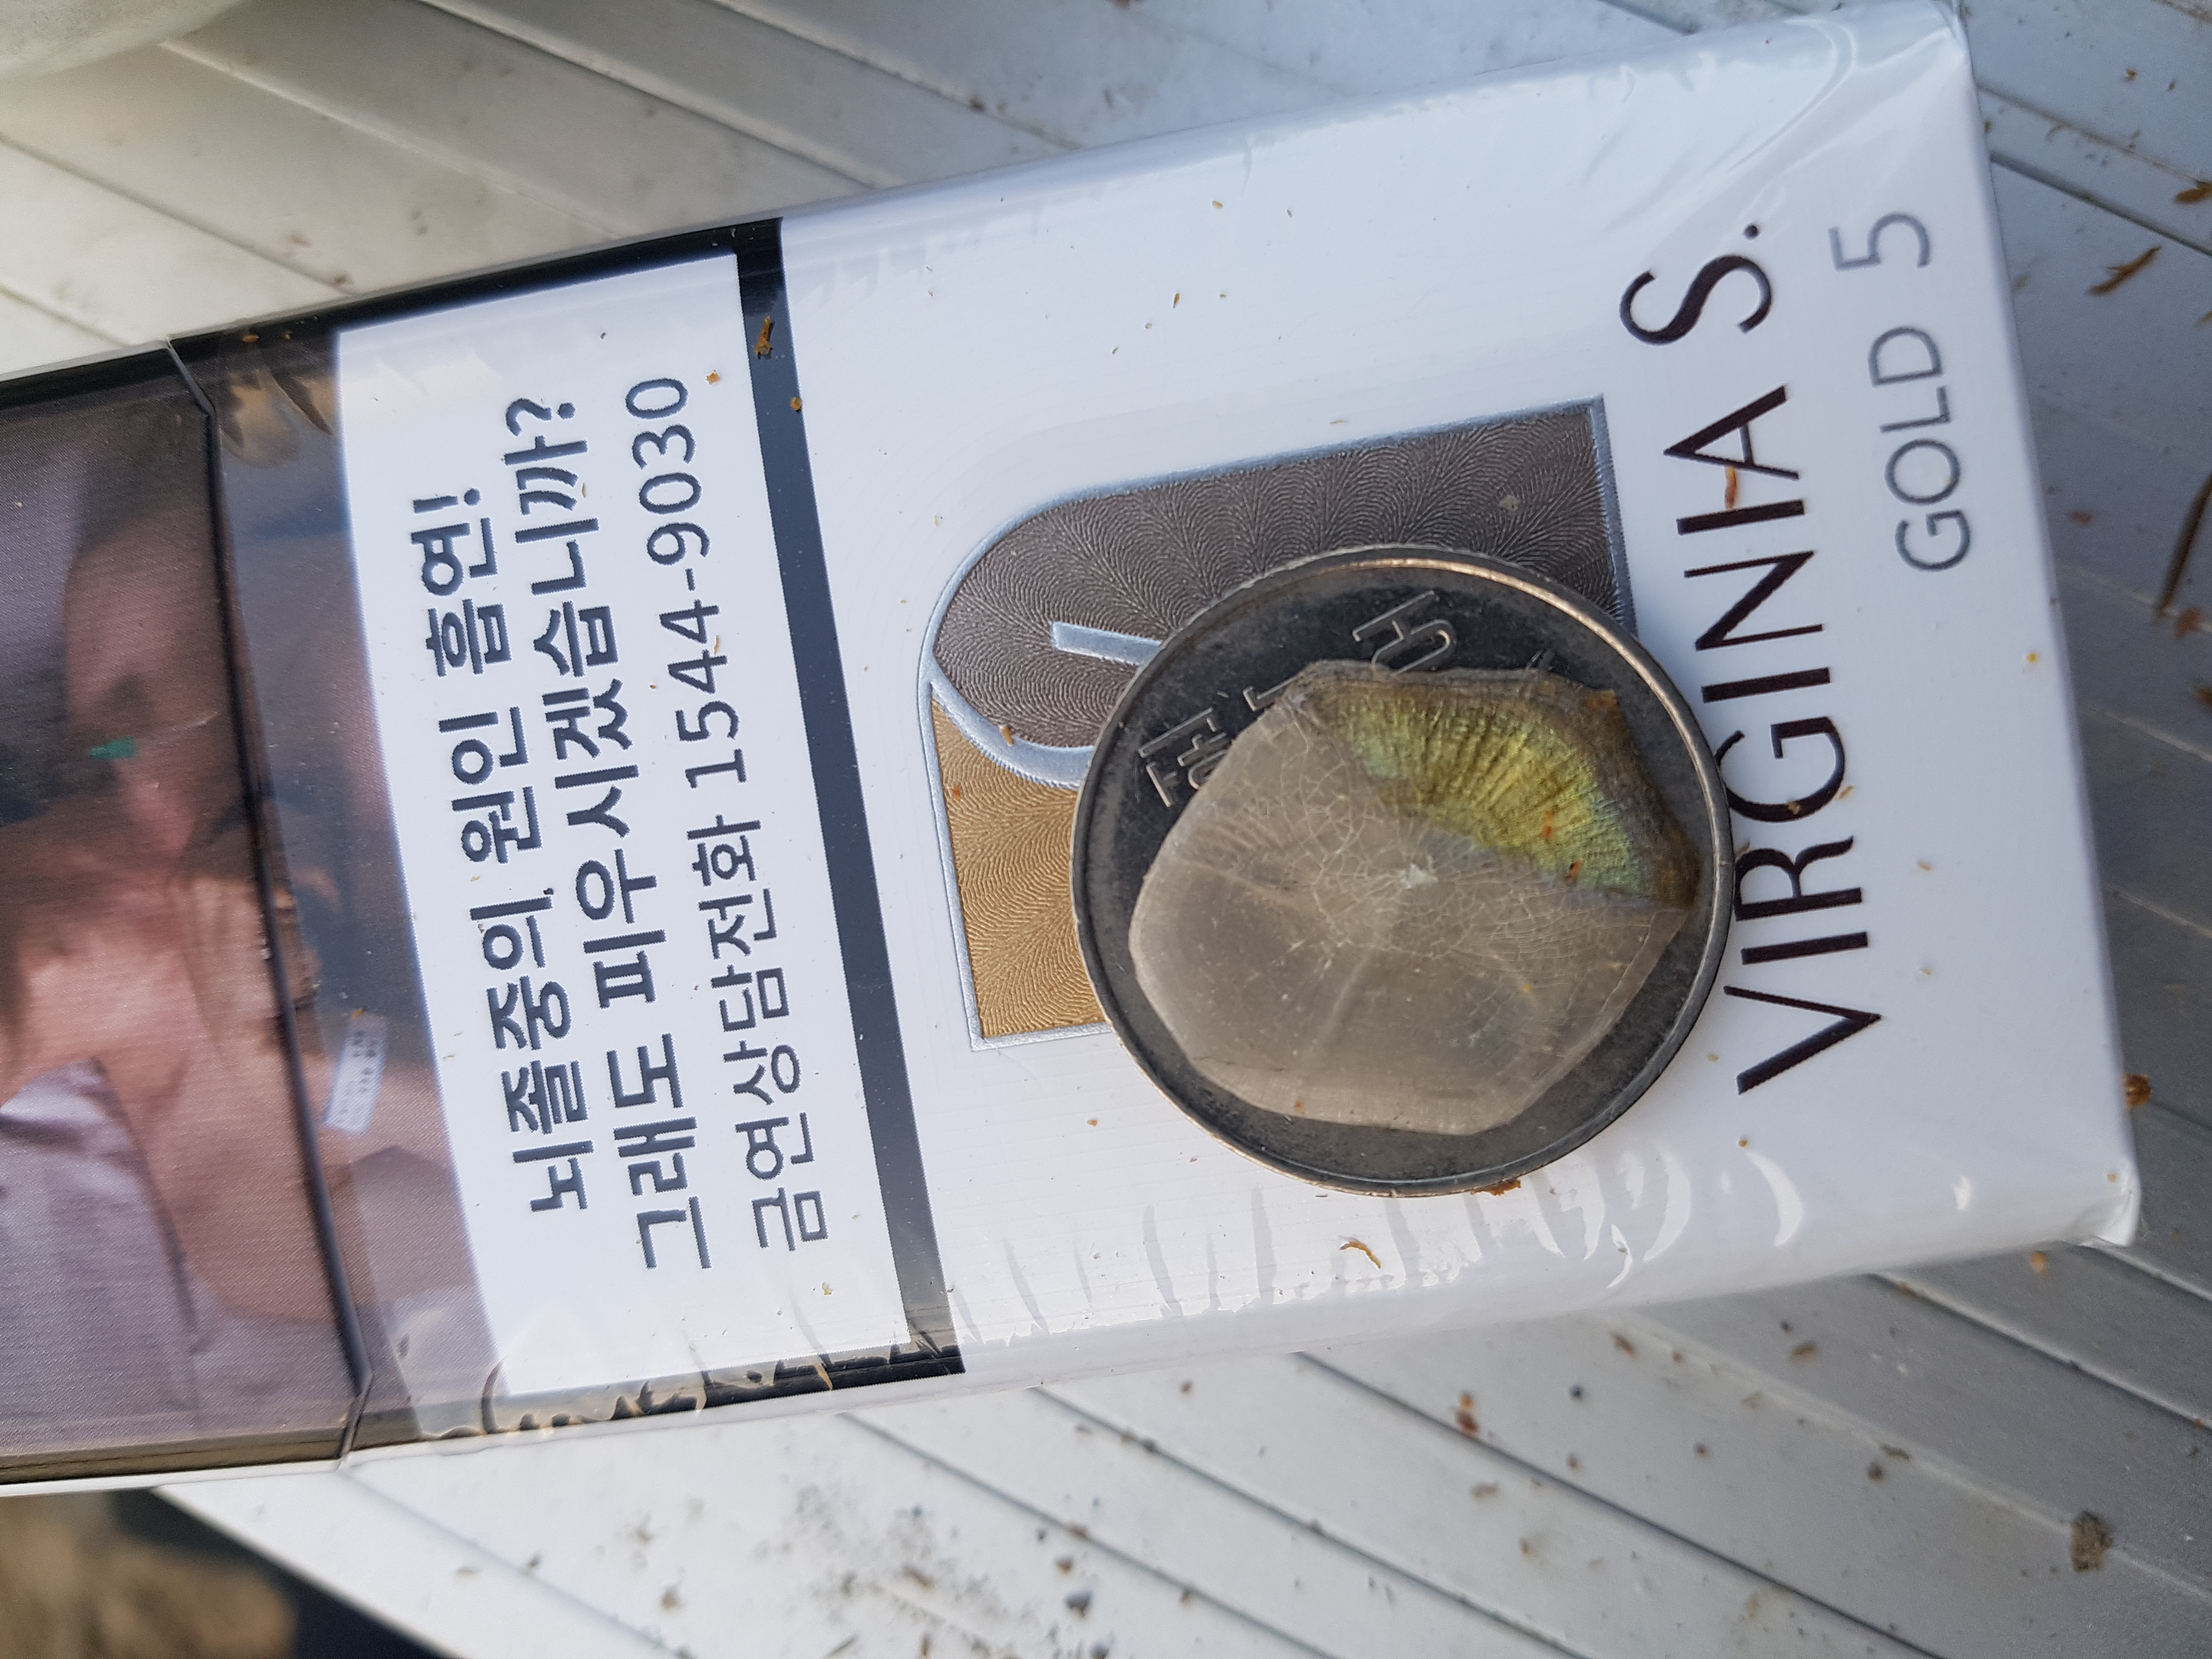 뇌졸중의 원인 흡연!
그래도 피우시겠습니까?
금연상담전화 1544-9030
VIRGINIA S.
GOLD 5